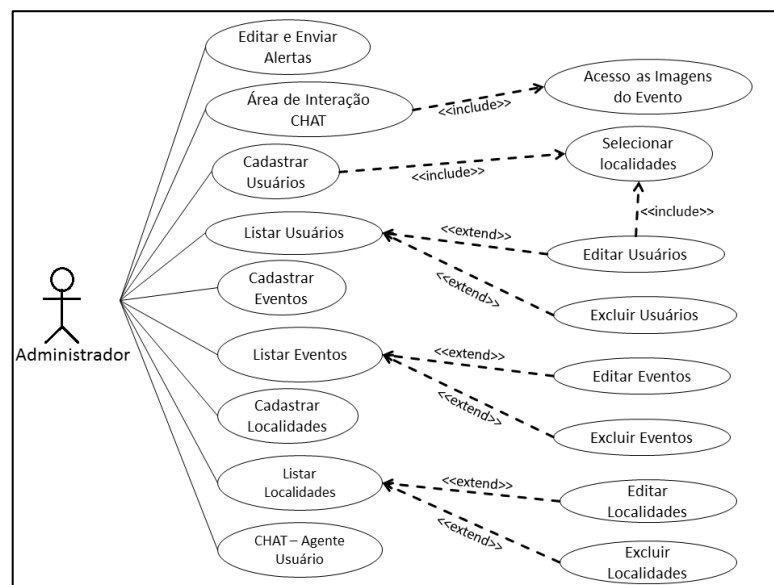 Editar e Enviar
Alertas
Área de Interação
CHAT
<<include>>
Acesso as Imagens
do Evento
Cadastrar
Usuários
<<include>>
Selecionar
localidades
<<include>>
Listar Usuários
<<extend>>
Editar Usuários
<<extend>>
Excluir Usuários
Cadastrar
Eventos
Administrador
Listar Eventos
<<extend>>
Editar Eventos
<<extend>>
Excluir Eventos
Cadastrar
Localidades
Listar
Localidades
<<extend>>
Editar
Localidades
<<extend>>
Excluir
Localidades
CHAT – Agente
Usuário